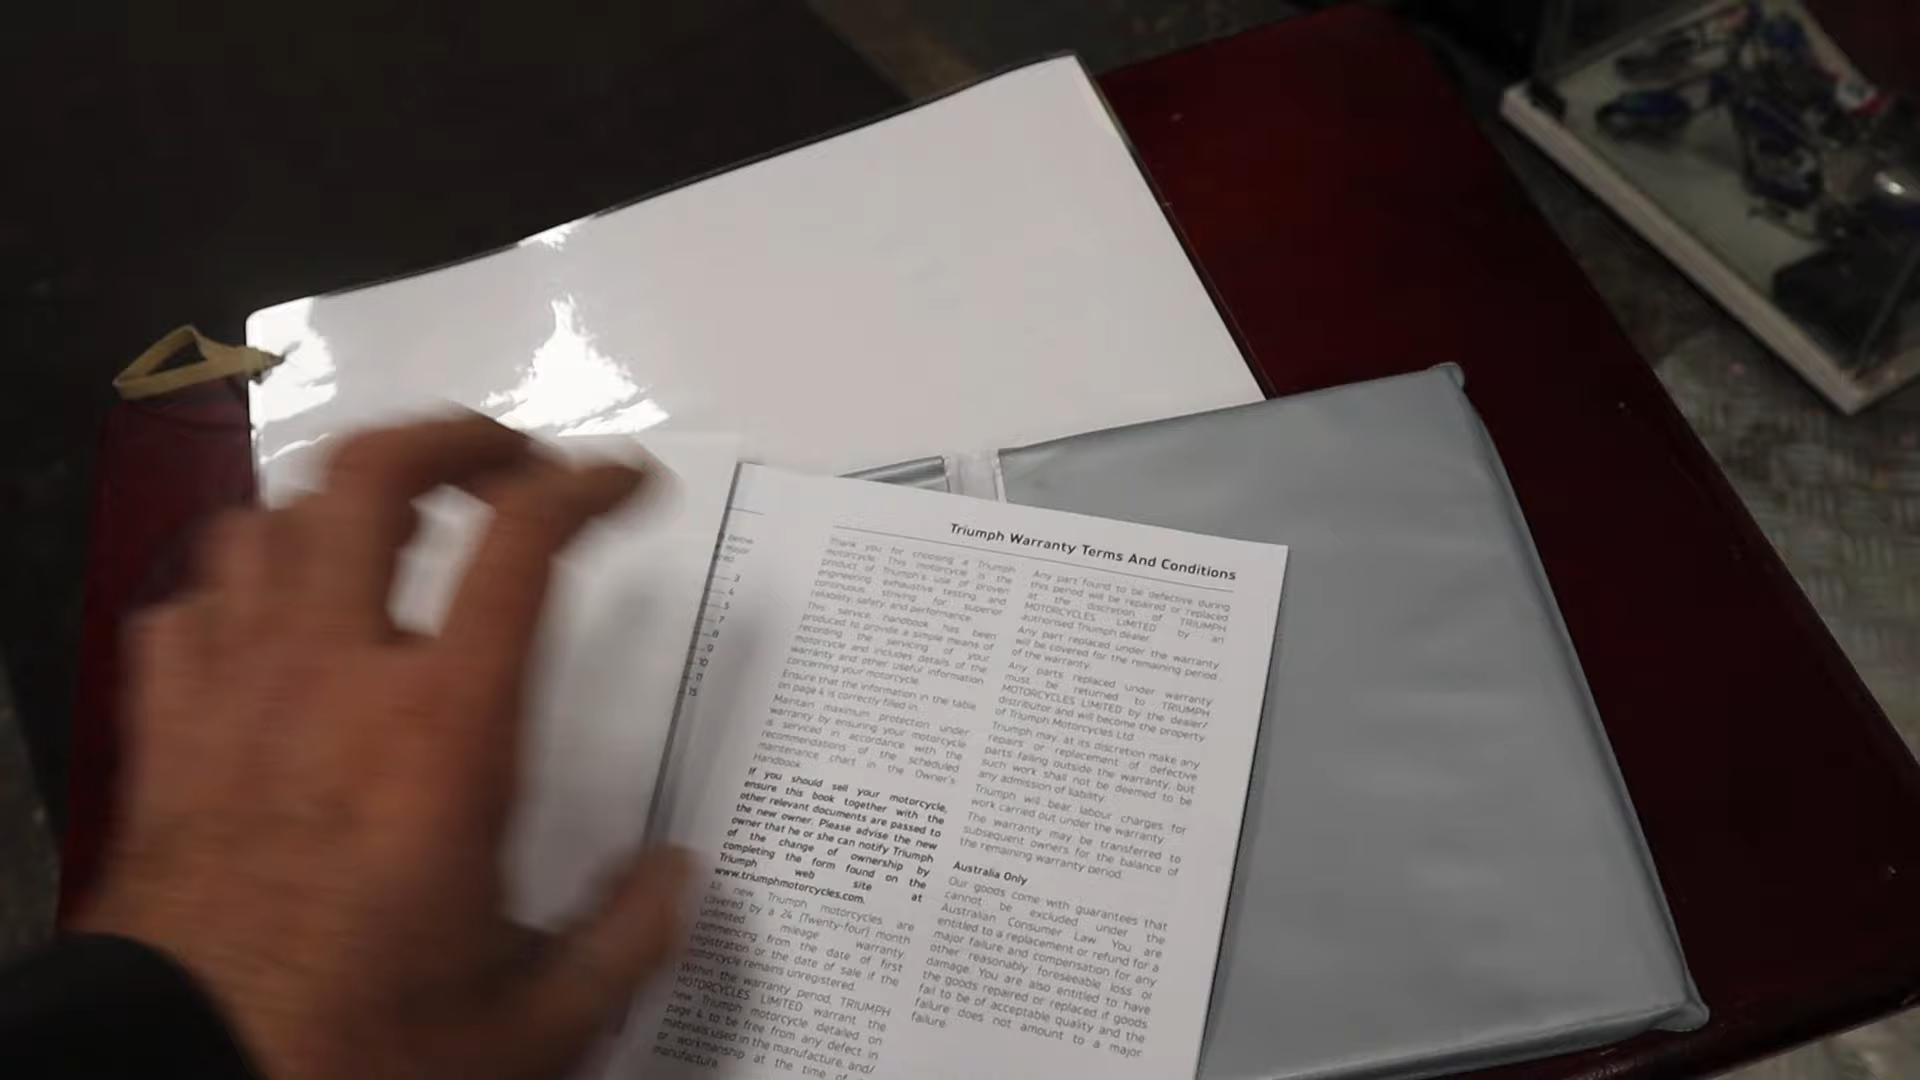 Below
Major
3
4
5
7
8
9
10
11
15
Triumph Warranty Terms And Conditions
Thank you for choosing a Triumph
motorcycle. This motorcycle is the
product of Triumph's use of proven
engineering, exhaustive testing, and
continuous striving for superior
reliability, safety and performance.
This service handbook has been
produced to provide a simple means of
recording the servicing of your
motorcycle and includes details of the
warranty and other useful information
concerning your motorcycle.
Ensure that the information in the table
on page 4 is correctly filled in.
Maintain maximum protection under
warranty by ensuring your motorcycle
is serviced in accordance with the
recommendations of the scheduled
maintenance chart in the Owner's
Handbook.
If you should sell your motorcycle,
ensure this book together with the
other relevant documents are passed to
the new owner. Please advise the new
owner that he or she can notify Triumph
of the change of ownership by
completing the form found on the
Triumph web site at
www.triumphmotorcycles.com.
All new Triumph motorcycles are
covered by a 24 (Twenty-four) month
unlimited mileage warranty,
commencing from the date of first
registration or the date of sale if the
motorcycle remains unregistered.
Within the warranty period, TRIUMPH
MOTORCYCLES LIMITED warrant the
new Triumph motorcycle detailed on
page 4 to be free from any defect in
materials used in the manufacture, and/
or workmanship at the time of
manufacture.
Any part found to be defective during
this period will be repaired or replaced
at the discretion of TRIUMPH
MOTORCYCLES LIMITED by an
authorised Triumph dealer.
Any part replaced under the warranty
will be covered for the remaining period
of the warranty.
Any parts replaced under warranty
must be returned to TRIUMPH
MOTORCYCLES LIMITED by the dealer/
distributor and will become the property
of Triumph Motorcycles Ltd.
Triumph may, at its discretion make any
repairs or replacement of defective
parts falling outside the warranty, but
such work shall not be deemed to be
any admission of liability.
Triumph will bear labour charges for
work carried out under the warranty.
The warranty may be transferred to
subsequent owners for the balance of
the remaining warranty period.
Australia Only
Our goods come with guarantees that
cannot be excluded under the
Australian Consumer Law. You are
entitled to a replacement or refund for a
major failure and compensation for any
other reasonably foreseeable loss or
damage. You are also entitled to have
the goods repaired or replaced if goods
fail to be of acceptable quality and the
failure does not amount to a major
failure.